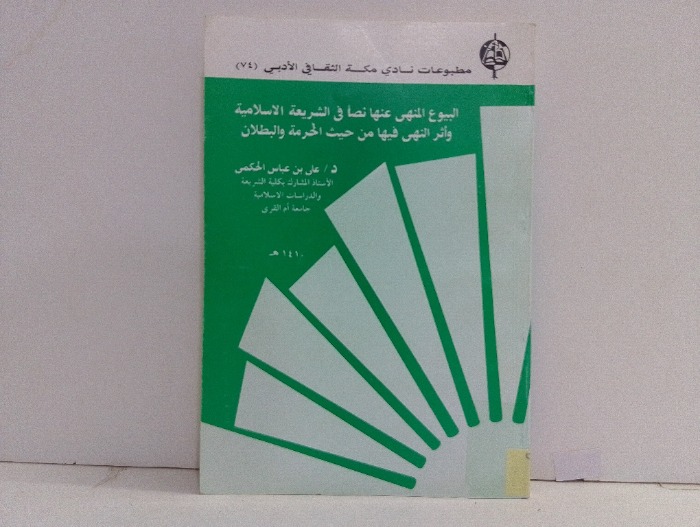 مطبوعات نادي مكة الثقافي الأدبي (٧٤)
البيوع المنهى عنها نصاً فى الشريعة الاسلامية
وأثر النهى فيها من حيث الحرمة والبطلان
د/ على بن عباس الحكمى
الأستاذ المشارك بكلية الشريعة
والدراسات الاسلامية
جامعة أم القرى
١٤١٠ هـ